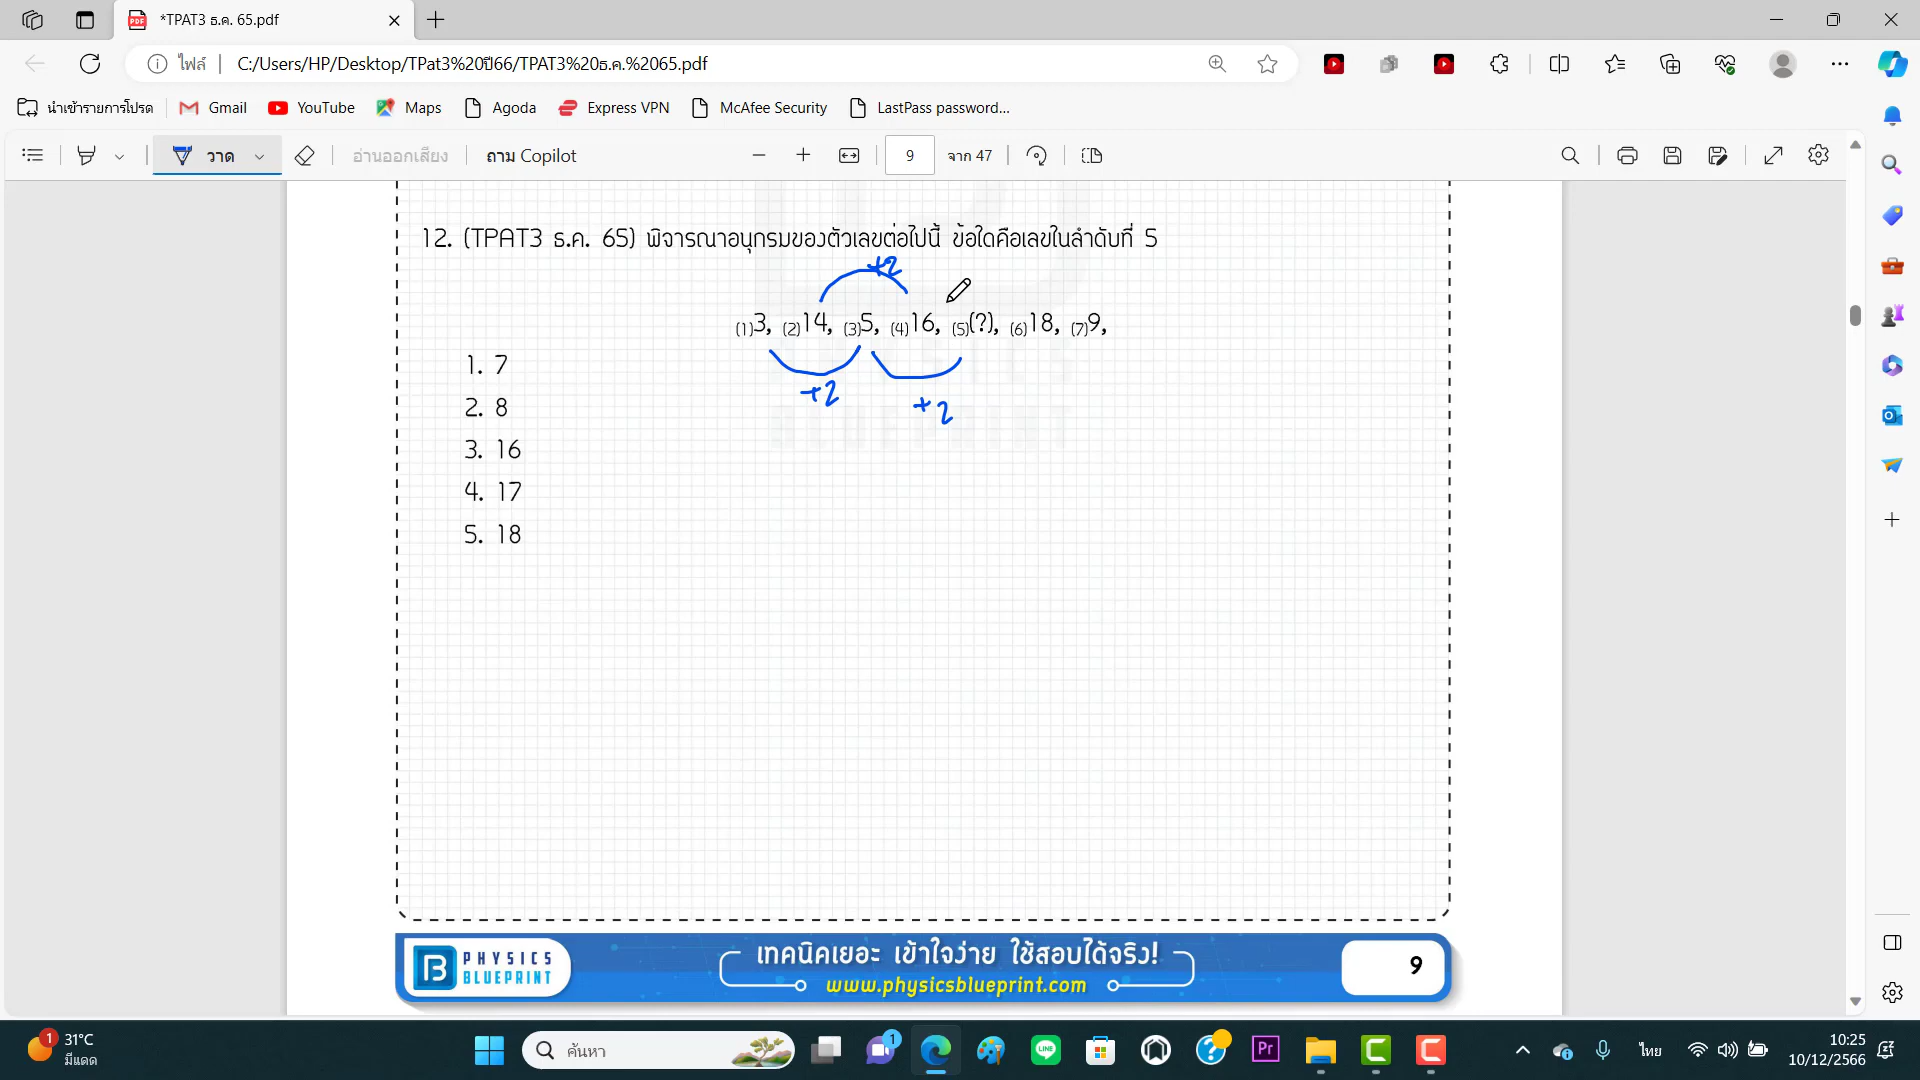 *TPAT3 ธ.ค. 65.pdf
ไฟล์ C:/Users/HP/Desktop/TPat3%20ปี66/TPAT3%20ธ.ค.%2065.pdf
นำเข้ารายการโปรด Gmail YouTube Maps Agoda Express VPN McAfee Security LastPass password...
วาด อ่านออกเสียง ถาม Copilot 9 จาก 47
12. (TPAT3 ธ.ค. 65) พิจารณาอนุกรมของตัวเลขต่อไปนี้ ข้อใดคือเลขในลำดับที่ 5
+2
(1)3, (2)14, (3)5, (4)16, (5)(?), (6)18, (7)9,
+2 +2
1. 7
2. 8
3. 16
4. 17
5. 18
BLUEPRINT
PHYSICS
BLUEPRINT
เทคนิคเยอะ เข้าใจง่าย ใช้สอบได้จริง!
www.physicsblueprint.com
9
1 31°C
มีแดด
ค้นหา
1
Pr
ไทย
10:25
10/12/2566